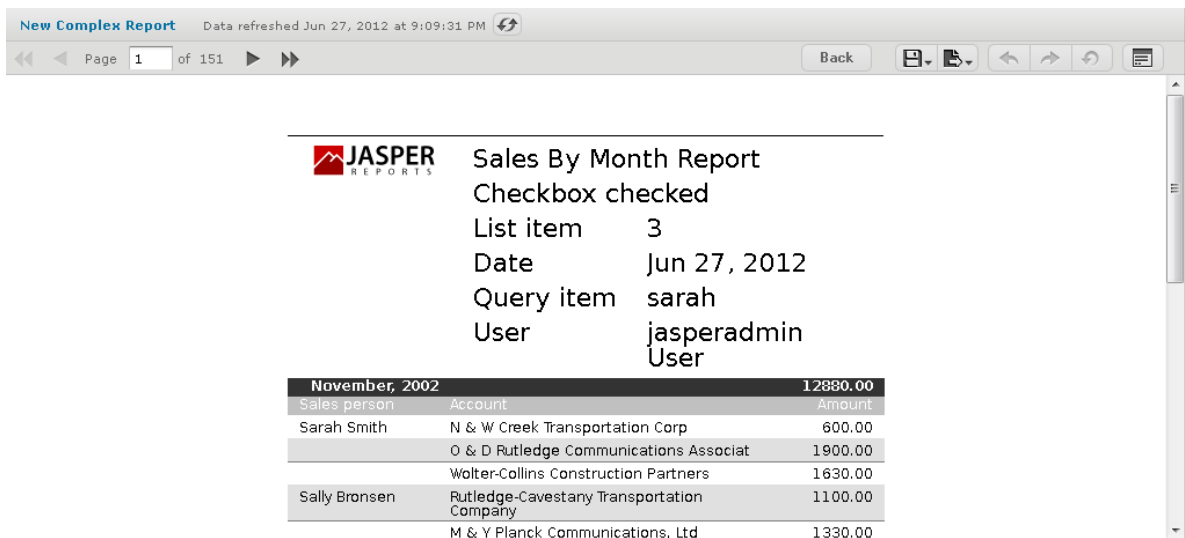 New Complex Report Data refreshed Jun 27, 2012 at 9:09:31 PM
Page 1 of 151 Back
JASPER
REPORTS
Sales By Month Report
Checkbox checked
List item 3
Date Jun 27, 2012
Query item sarah
User jasperadmin
User
November, 2002 12880.00
Sales person Account Amount
Sarah Smith N & W Creek Transportation Corp 600.00
O & D Rutledge Communications Associat 1900.00
Wolter-Collins Construction Partners 1630.00
Sally Bronsen Rutledge-Cavestany Transportation 1100.00
Company
M & Y Planck Communications, Ltd 1330.00